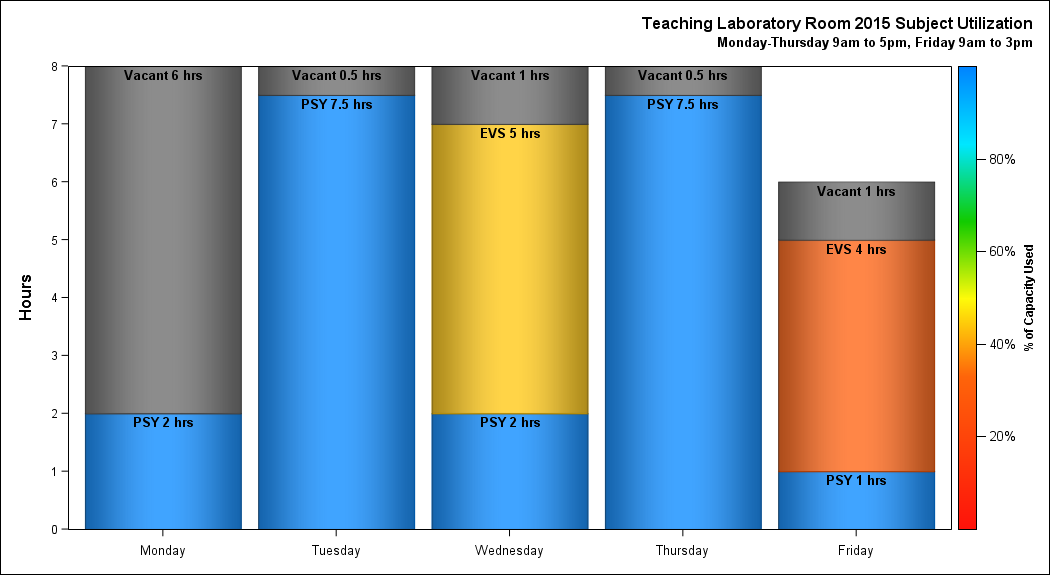 Teaching Laboratory Room 2015 Subject Utilization
Monday-Thursday 9am to 5pm, Friday 9am to 3pm
8
7
6
5
4
3
2
1
0
Hours
Vacant 6 hrs
PSY 2 hrs
Vacant 0.5 hrs
PSY 7.5 hrs
Vacant 1 hrs
EVS 5 hrs
PSY 2 hrs
Vacant 0.5 hrs
PSY 7.5 hrs
Vacant 1 hrs
EVS 4 hrs
PSY 1 hrs
Monday
Tuesday
Wednesday
Thursday
Friday
80%
60%
40%
20%
% of Capacity Used